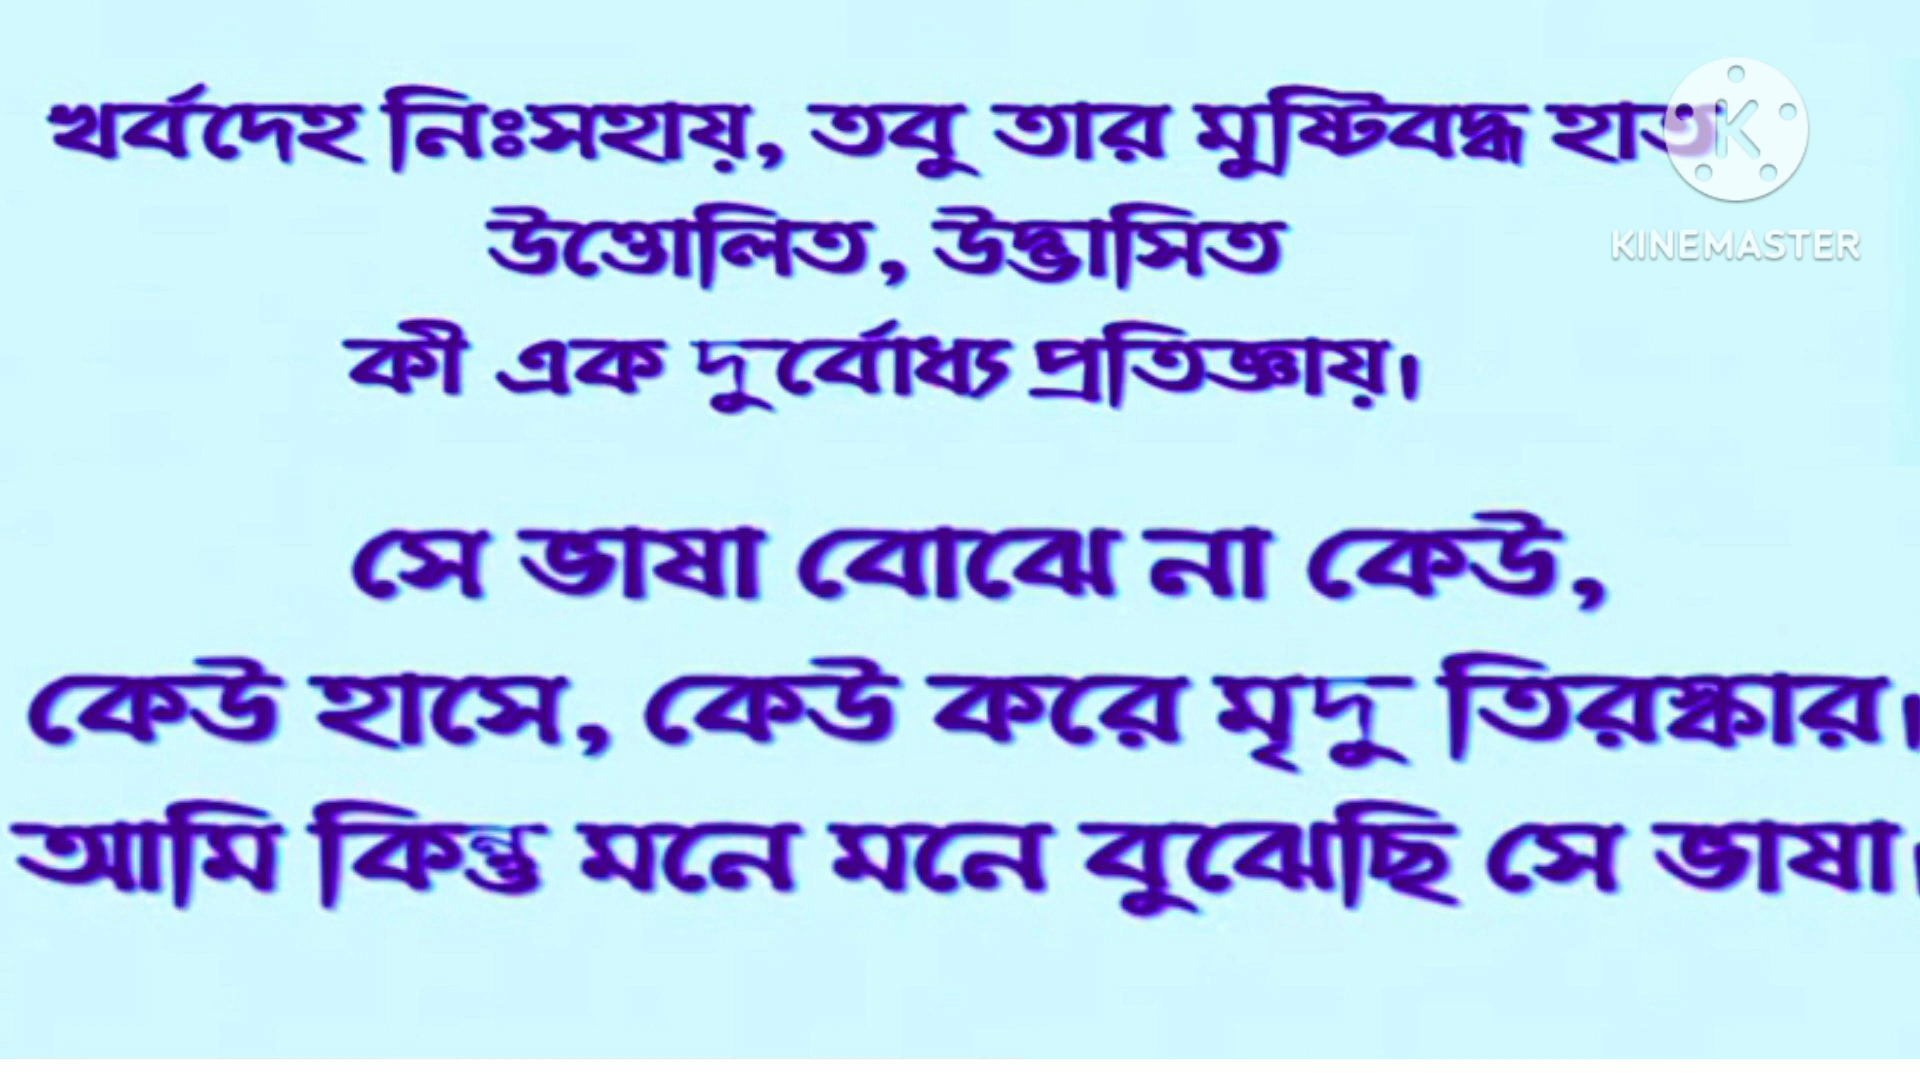 খর্বদেহ নিঃসহায়, তবু তার মুষ্টিবদ্ধ হাত
উত্তোলিত, উদ্ভাসিত
কী এক দুর্বোধ্য প্রতিজ্ঞায়।
সে ভাষা বোঝে না কেউ,
কেউ হাসে, কেউ করে মৃদু তিরস্কার।
আমি কিন্তু মনে মনে বুঝেছি সে ভাষা।
K
KINEMASTER